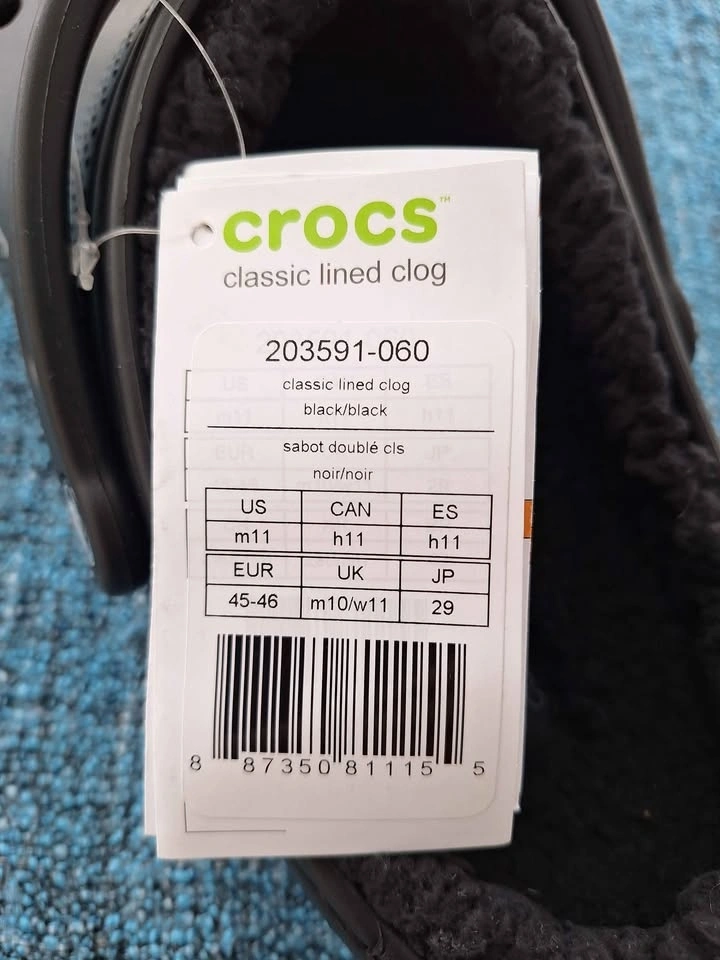 crocs™
classic lined clog
203591-060
classic lined clog
black/black
sabot doublé cls
noir/noir
US CAN ES
m11 h11 h11
EUR UK JP
45-46 m10/w11 29
8 87350 81115 5